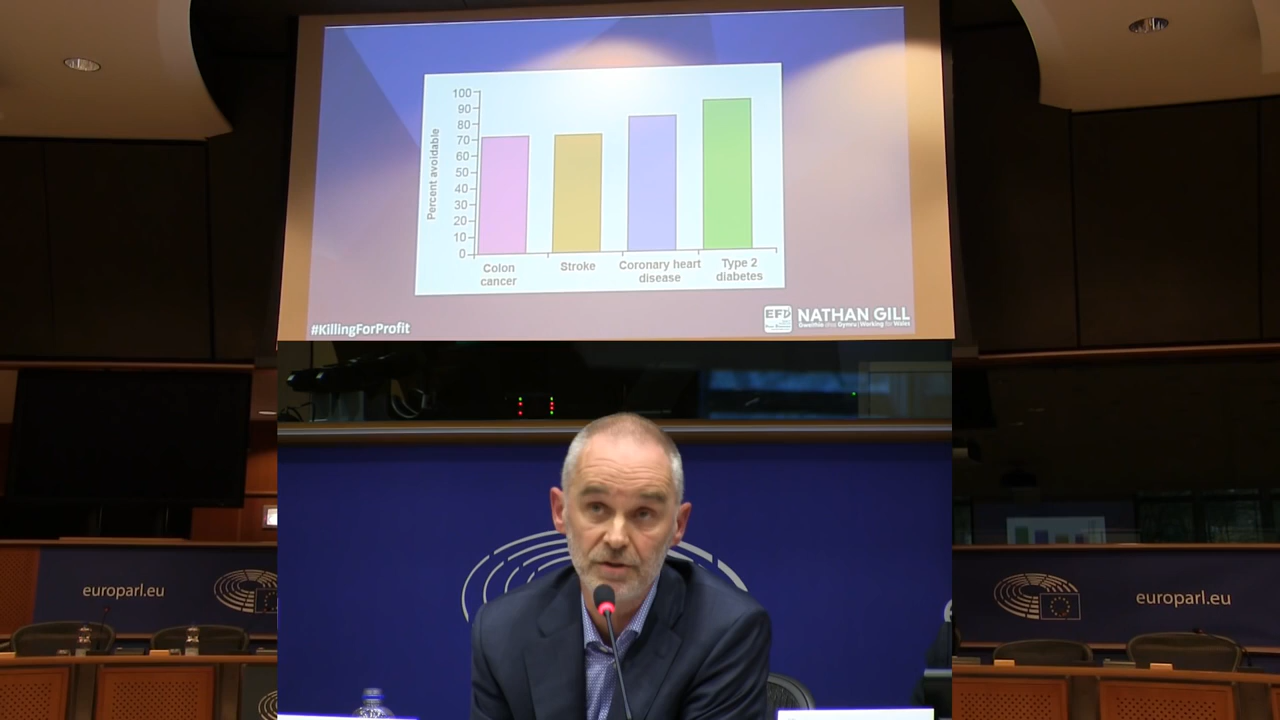 100
90
80
70
60
50
40
30
20
10
0
Percent avoidable
Colon
cancer
Stroke
Coronary heart
disease
Type 2
diabetes
#KillingForProfit
EFD
NATHAN GILL
Gweithio dros Gymru | Working for Wales
europarl.eu
europarl.eu